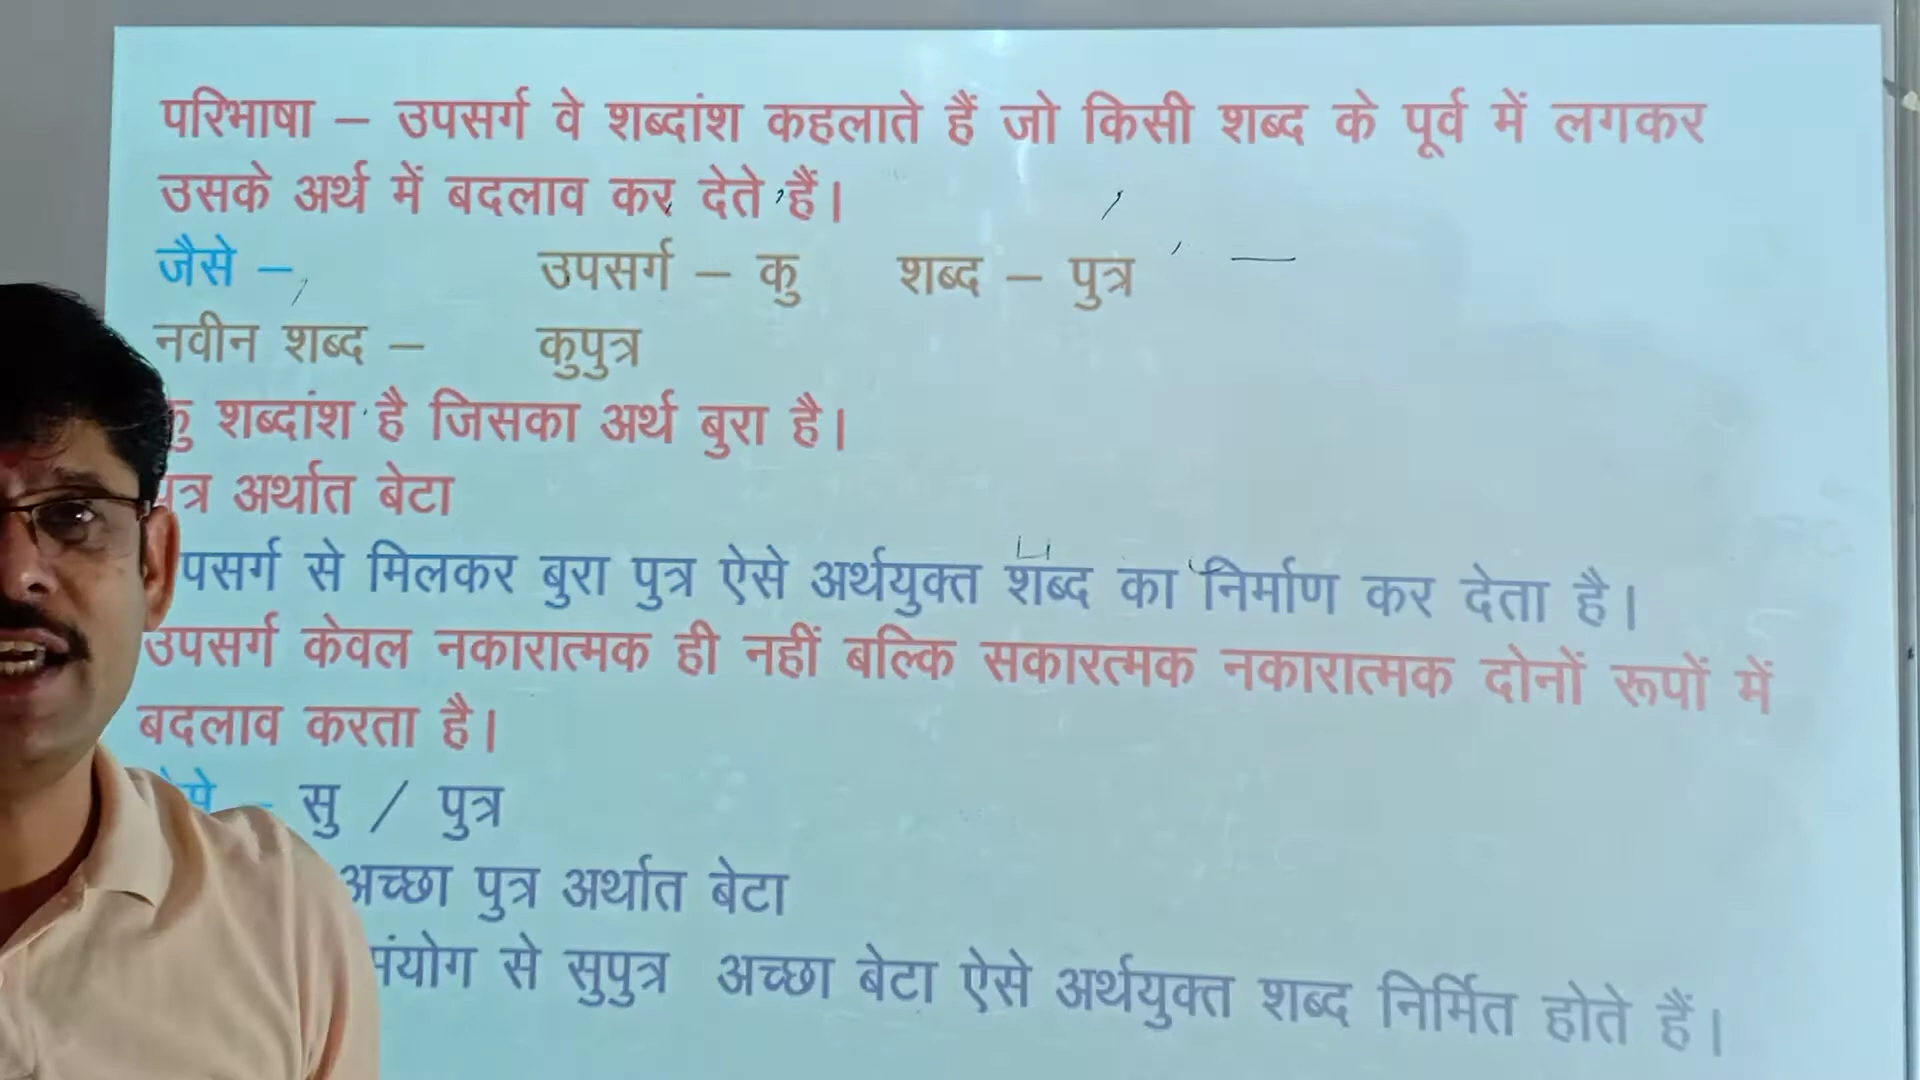 परिभाषा – उपसर्ग वे शब्दांश कहलाते हैं जो किसी शब्द के पूर्व में लगकर
उसके अर्थ में बदलाव कर देते हैं।
जैसे – उपसर्ग – कु शब्द – पुत्र
नवीन शब्द – कुपुत्र
शब्दांश है जिसका अर्थ बुरा है।
अर्थात बेटा
से मिलकर बुरा पुत्र ऐसे अर्थयुक्त शब्द का निर्माण कर देता है।
उपसर्ग केवल नकारात्मक ही नहीं बल्कि सकारत्मक नकारात्मक दोनों रूपों में
बदलाव करता है।
– सु / पुत्र
अच्छा पुत्र अर्थात बेटा
से सुपुत्र अच्छा बेटा ऐसे अर्थयुक्त शब्द निर्मित होते हैं।